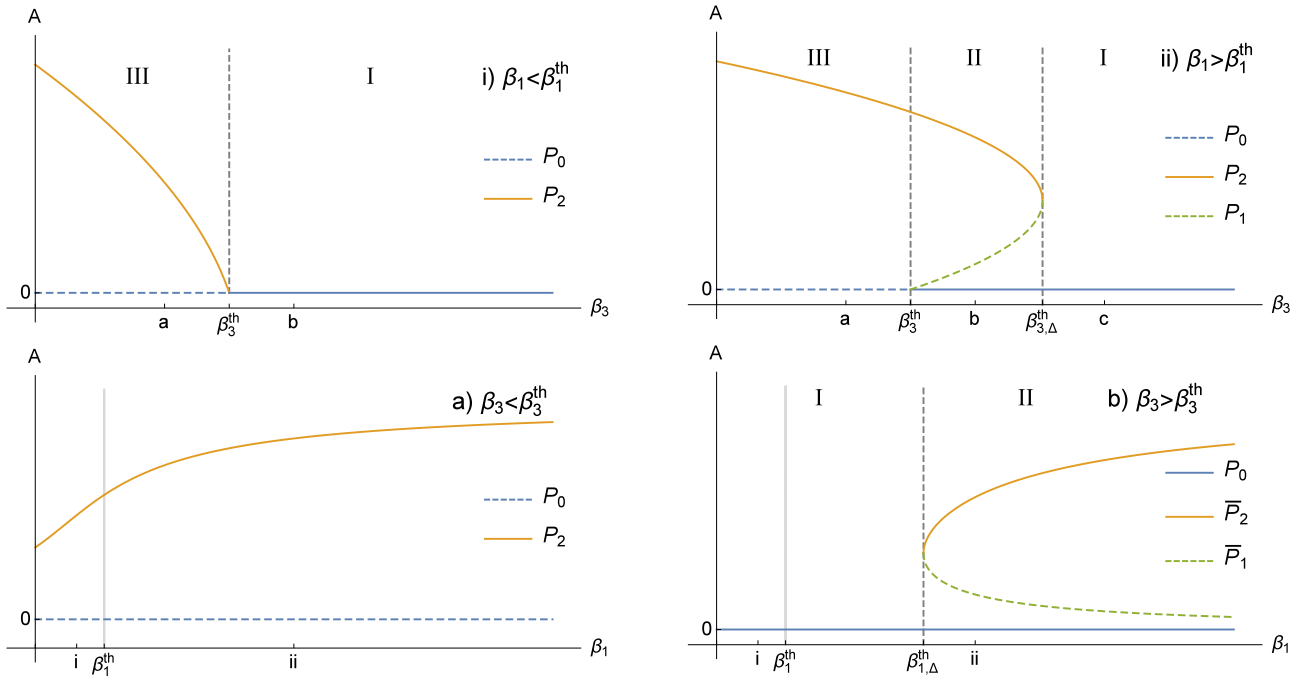 A
III
I
i) β₁<β₁ᵗʰ
P₀
P₂
0
a
β₃ᵗʰ
b
β₃
A
III
II
I
ii) β₁>β₁ᵗʰ
P₀
P₂
P₁
0
a
β₃ᵗʰ
b
β₃,Δᵗʰ
c
β₃
A
a) β₃<β₃ᵗʰ
P₀
P₂
0
i
β₁ᵗʰ
ii
β₁
A
I
II
b) β₃>β₃ᵗʰ
P₀
P̅₂
P̅₁
0
i
β₁ᵗʰ
β₁,Δᵗʰ
ii
β₁